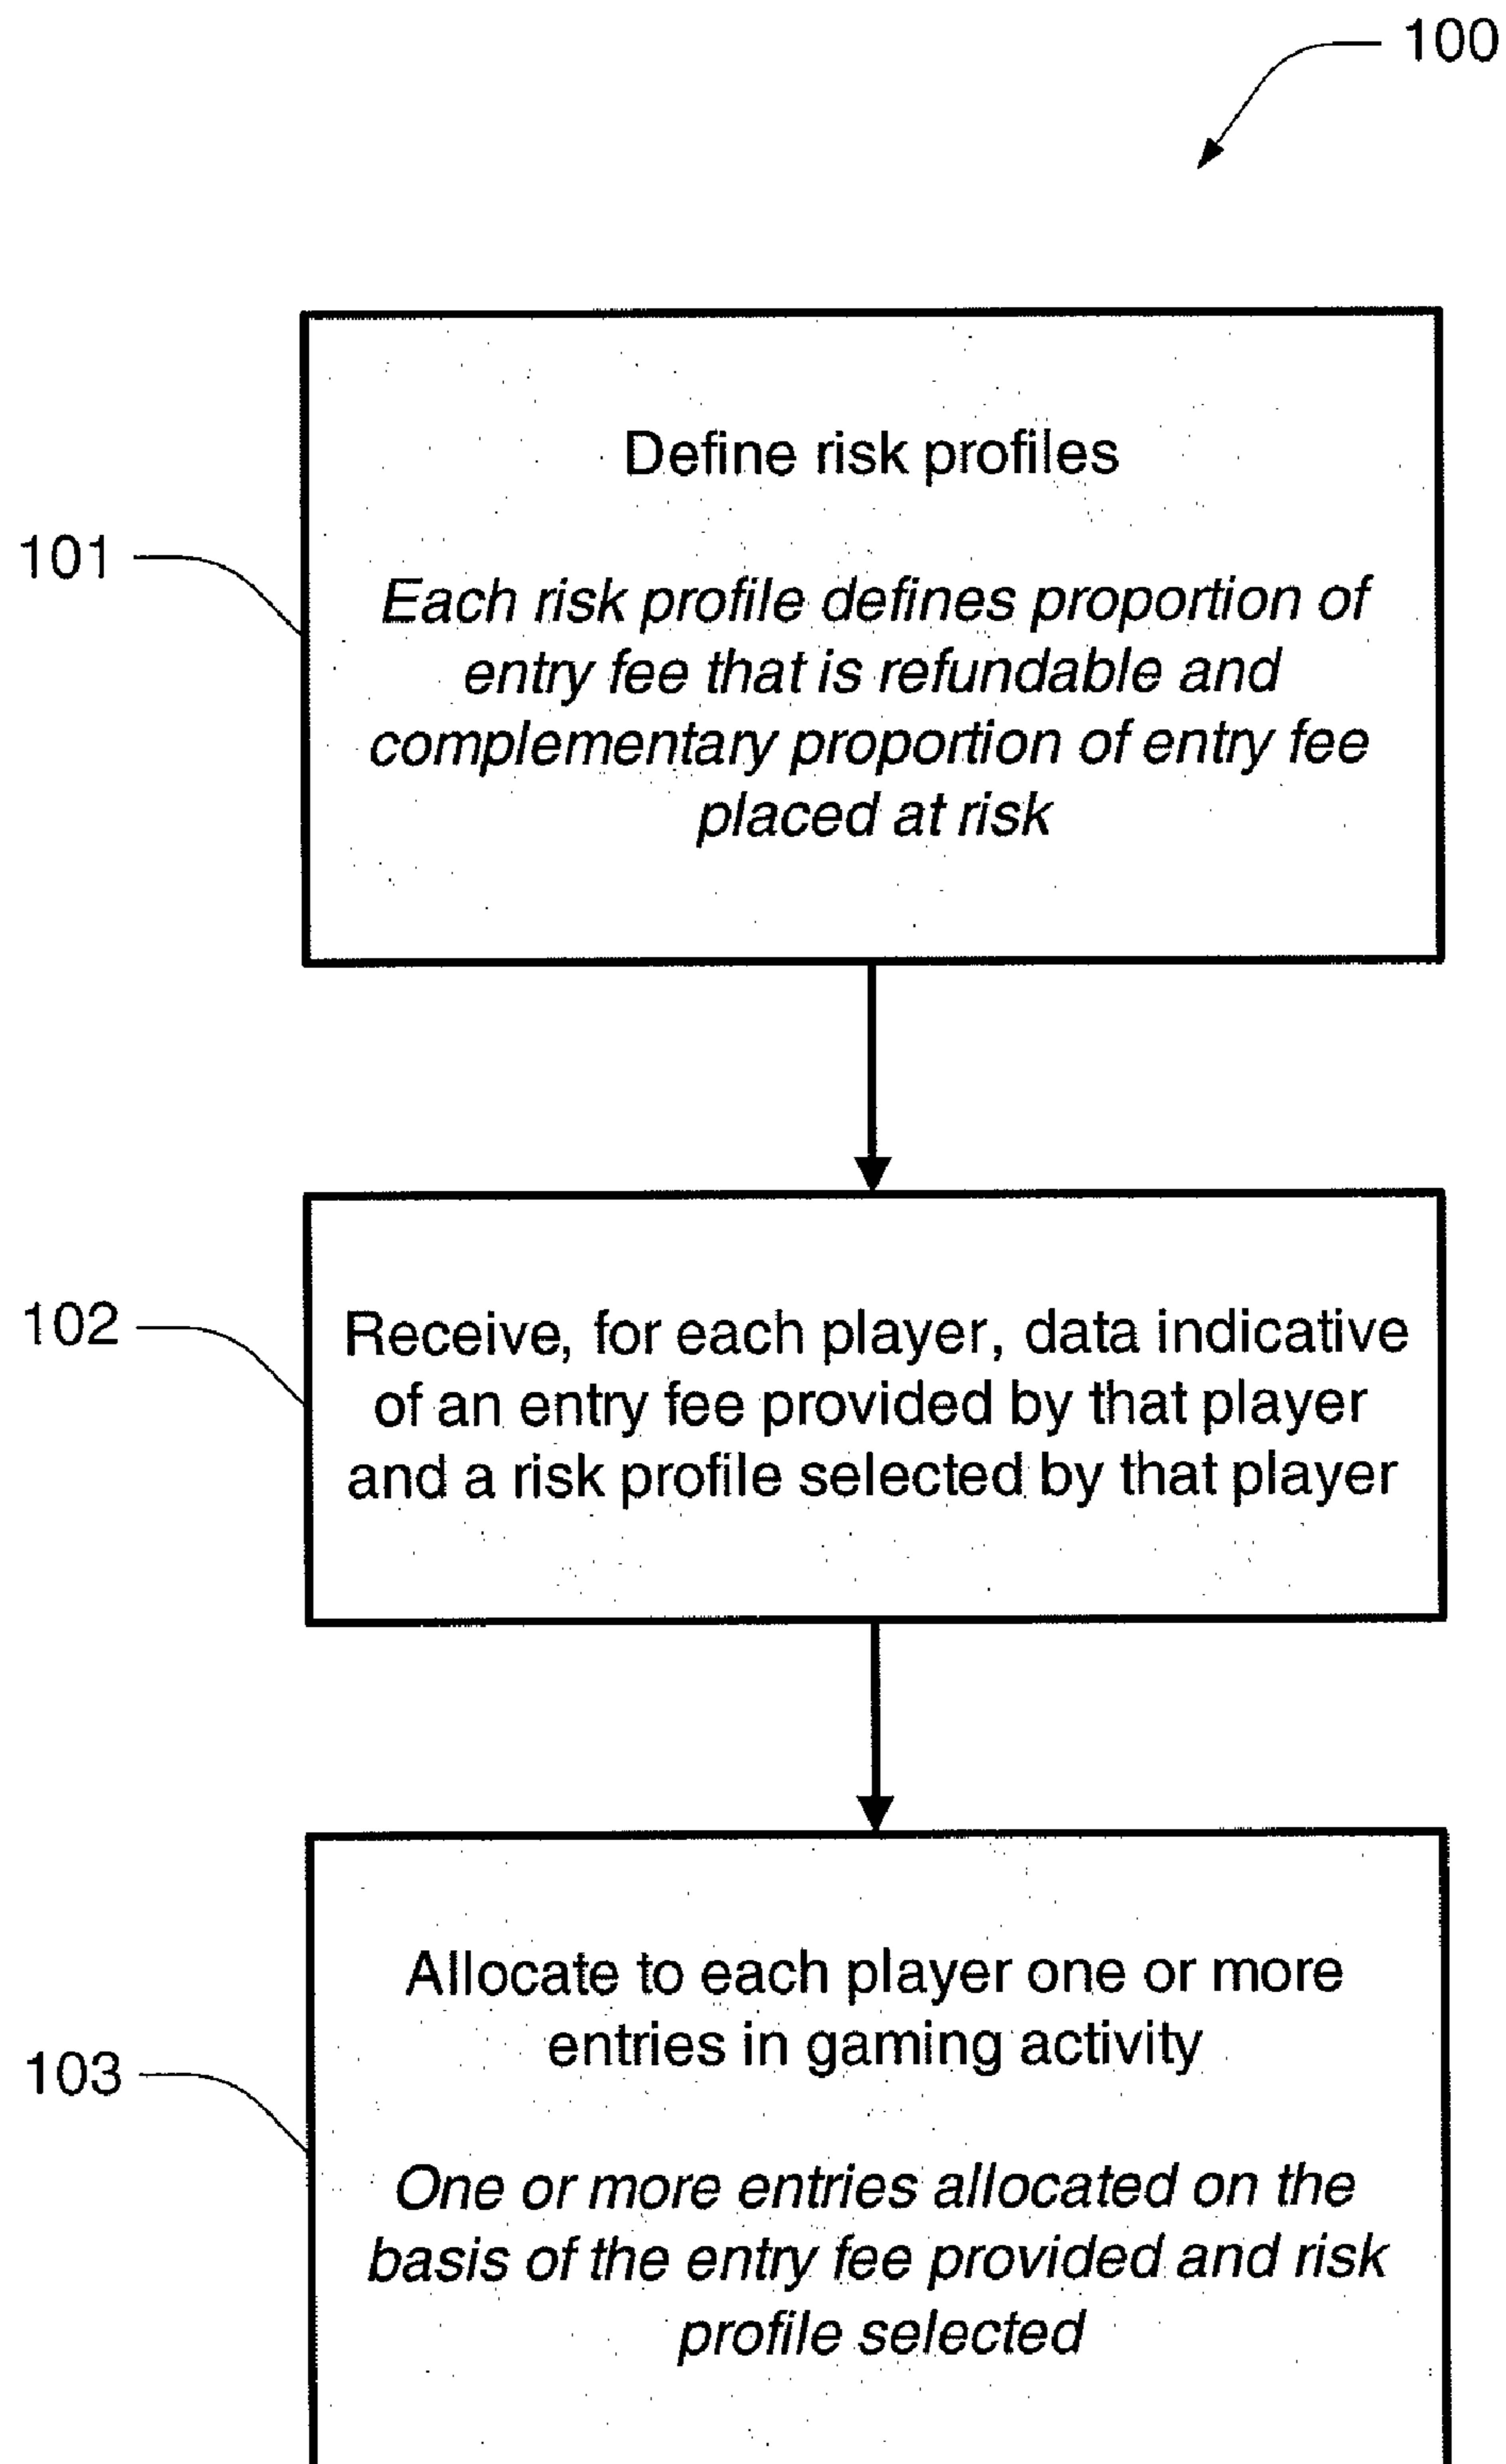 100
Define risk profiles
101
Each risk profile defines proportion of
entry fee that is refundable and
complementary proportion of entry fee
placed at risk
102
Receive, for each player, data indicative
of an entry fee provided by that player
and a risk profile selected by that player
Allocate to each player one or more
entries in gaming activity
103
One or more entries allocated on the
basis of the entry fee provided and risk
profile selected